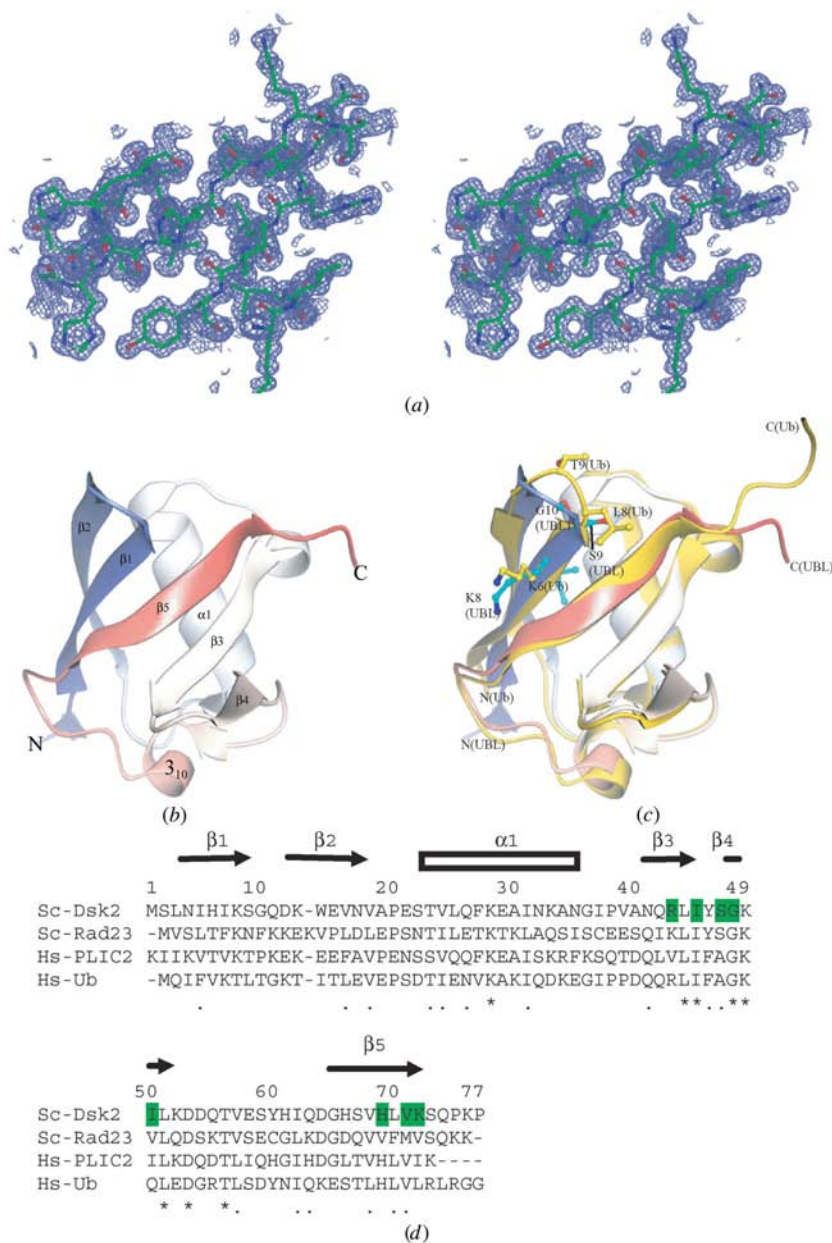 (a)
C(Ub)
T9(Ub)
G10
(UBL)
L8(Ub)
S9
(UBL)
K6(Ub)
K8
(UBL)
C(UBL)
N(Ub)
N(UBL)
β2
β1
β5
α1
β3
β4
C
N
3₁₀
(b)
(c)
β1 β2 α1 β3 β4
1 10 20 30 40 49
Sc-Dsk2 MSLNIHIKSGQDK-WEVNVAPESTVLQFKEAINKANGIPVANQRLIYSGK
Sc-Rad23 -MVSLTFKNFKKEKVPLDLEPSNTILETKTKLAQSISCEESQIKLIYSGK
Hs-PLIC2 KIIKVTVKTPKEK-EEFAVPENSSVQQFKEAISKRFKSQTDQLVLIFAGK
Hs-Ub -MQIFVKTLTGKT-ITLEVEPSDTIENVKAKIQDKEGIPPDQQRLIFAGK
. . . . . * . . ** . . **
β5
50 60 70 77
Sc-Dsk2 ILKDDQTVESYHIQDGHSVHLVKSQPKP
Sc-Rad23 VLQDSKTVSECGLKDGDQVVFMVSQKK-
Hs-PLIC2 ILKDQDTLIQHGIHDGLTVHLVIK----
Hs-Ub QLEDGRTLSDYNIQKESTLHLVLRLRGG
* * * . . . . . .
(d)